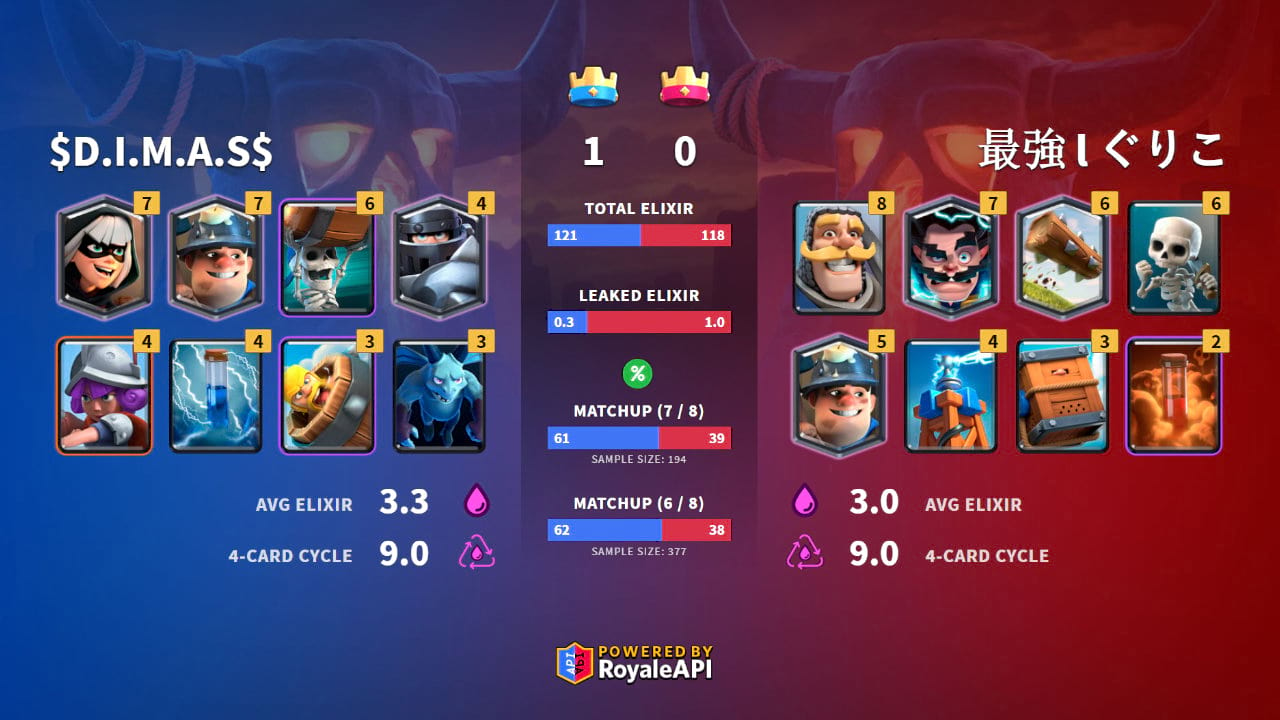 $D.I.M.A.S$
1 0
最強しぐりこ
7 7 6 4
8 7 6 6
TOTAL ELIXIR
121 118
LEAKED ELIXIR
0.3 1.0
4 4 3 3
5 4 3 2
%
MATCHUP (7 / 8)
61 39
SAMPLE SIZE: 194
MATCHUP (6 / 8)
62 38
SAMPLE SIZE: 377
AVG ELIXIR 3.3
3.0 AVG ELIXIR
4-CARD CYCLE 9.0
9.0 4-CARD CYCLE
API API
POWERED BY
RoyaleAPI